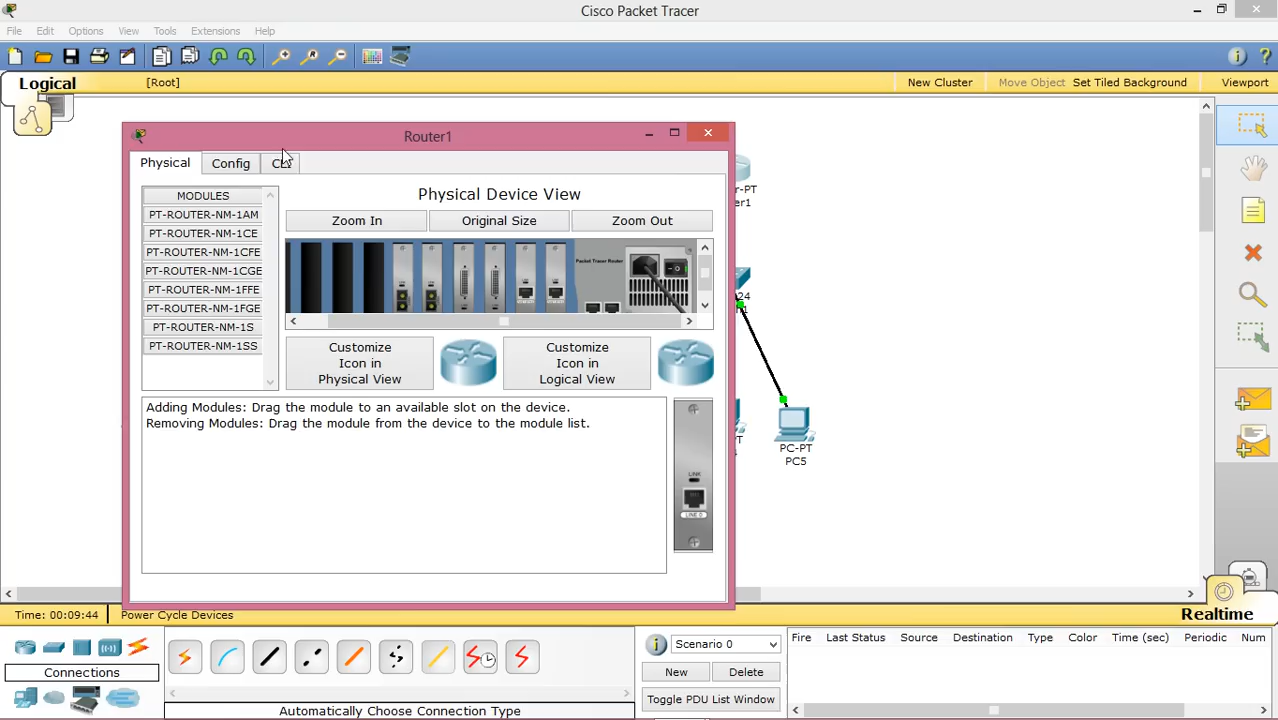 Cisco Packet Tracer
File Edit Options View Tools Extensions Help
Logical [Root] New Cluster Move Object Set Tiled Background Viewport
Router1
Physical Config
MODULES
PT-ROUTER-NM-1AM
PT-ROUTER-NM-1CE
PT-ROUTER-NM-1CFE
PT-ROUTER-NM-1CGE
PT-ROUTER-NM-1FFE
PT-ROUTER-NM-1FGE
PT-ROUTER-NM-1S
PT-ROUTER-NM-1SS
Physical Device View
Zoom In Original Size Zoom Out
Packet Tracer Router
Customize
Icon in
Physical View
Customize
Icon in
Logical View
Adding Modules: Drag the module to an available slot on the device.
Removing Modules: Drag the module from the device to the module list.
LINK
r-PT
er1
24
PC-PT
PC5
Time: 00:09:44 Power Cycle Devices
Realtime
Connections
Automatically Choose Connection Type
Scenario 0
New Delete
Toggle PDU List Window
Fire Last Status Source Destination Type Color Time (sec) Periodic Num